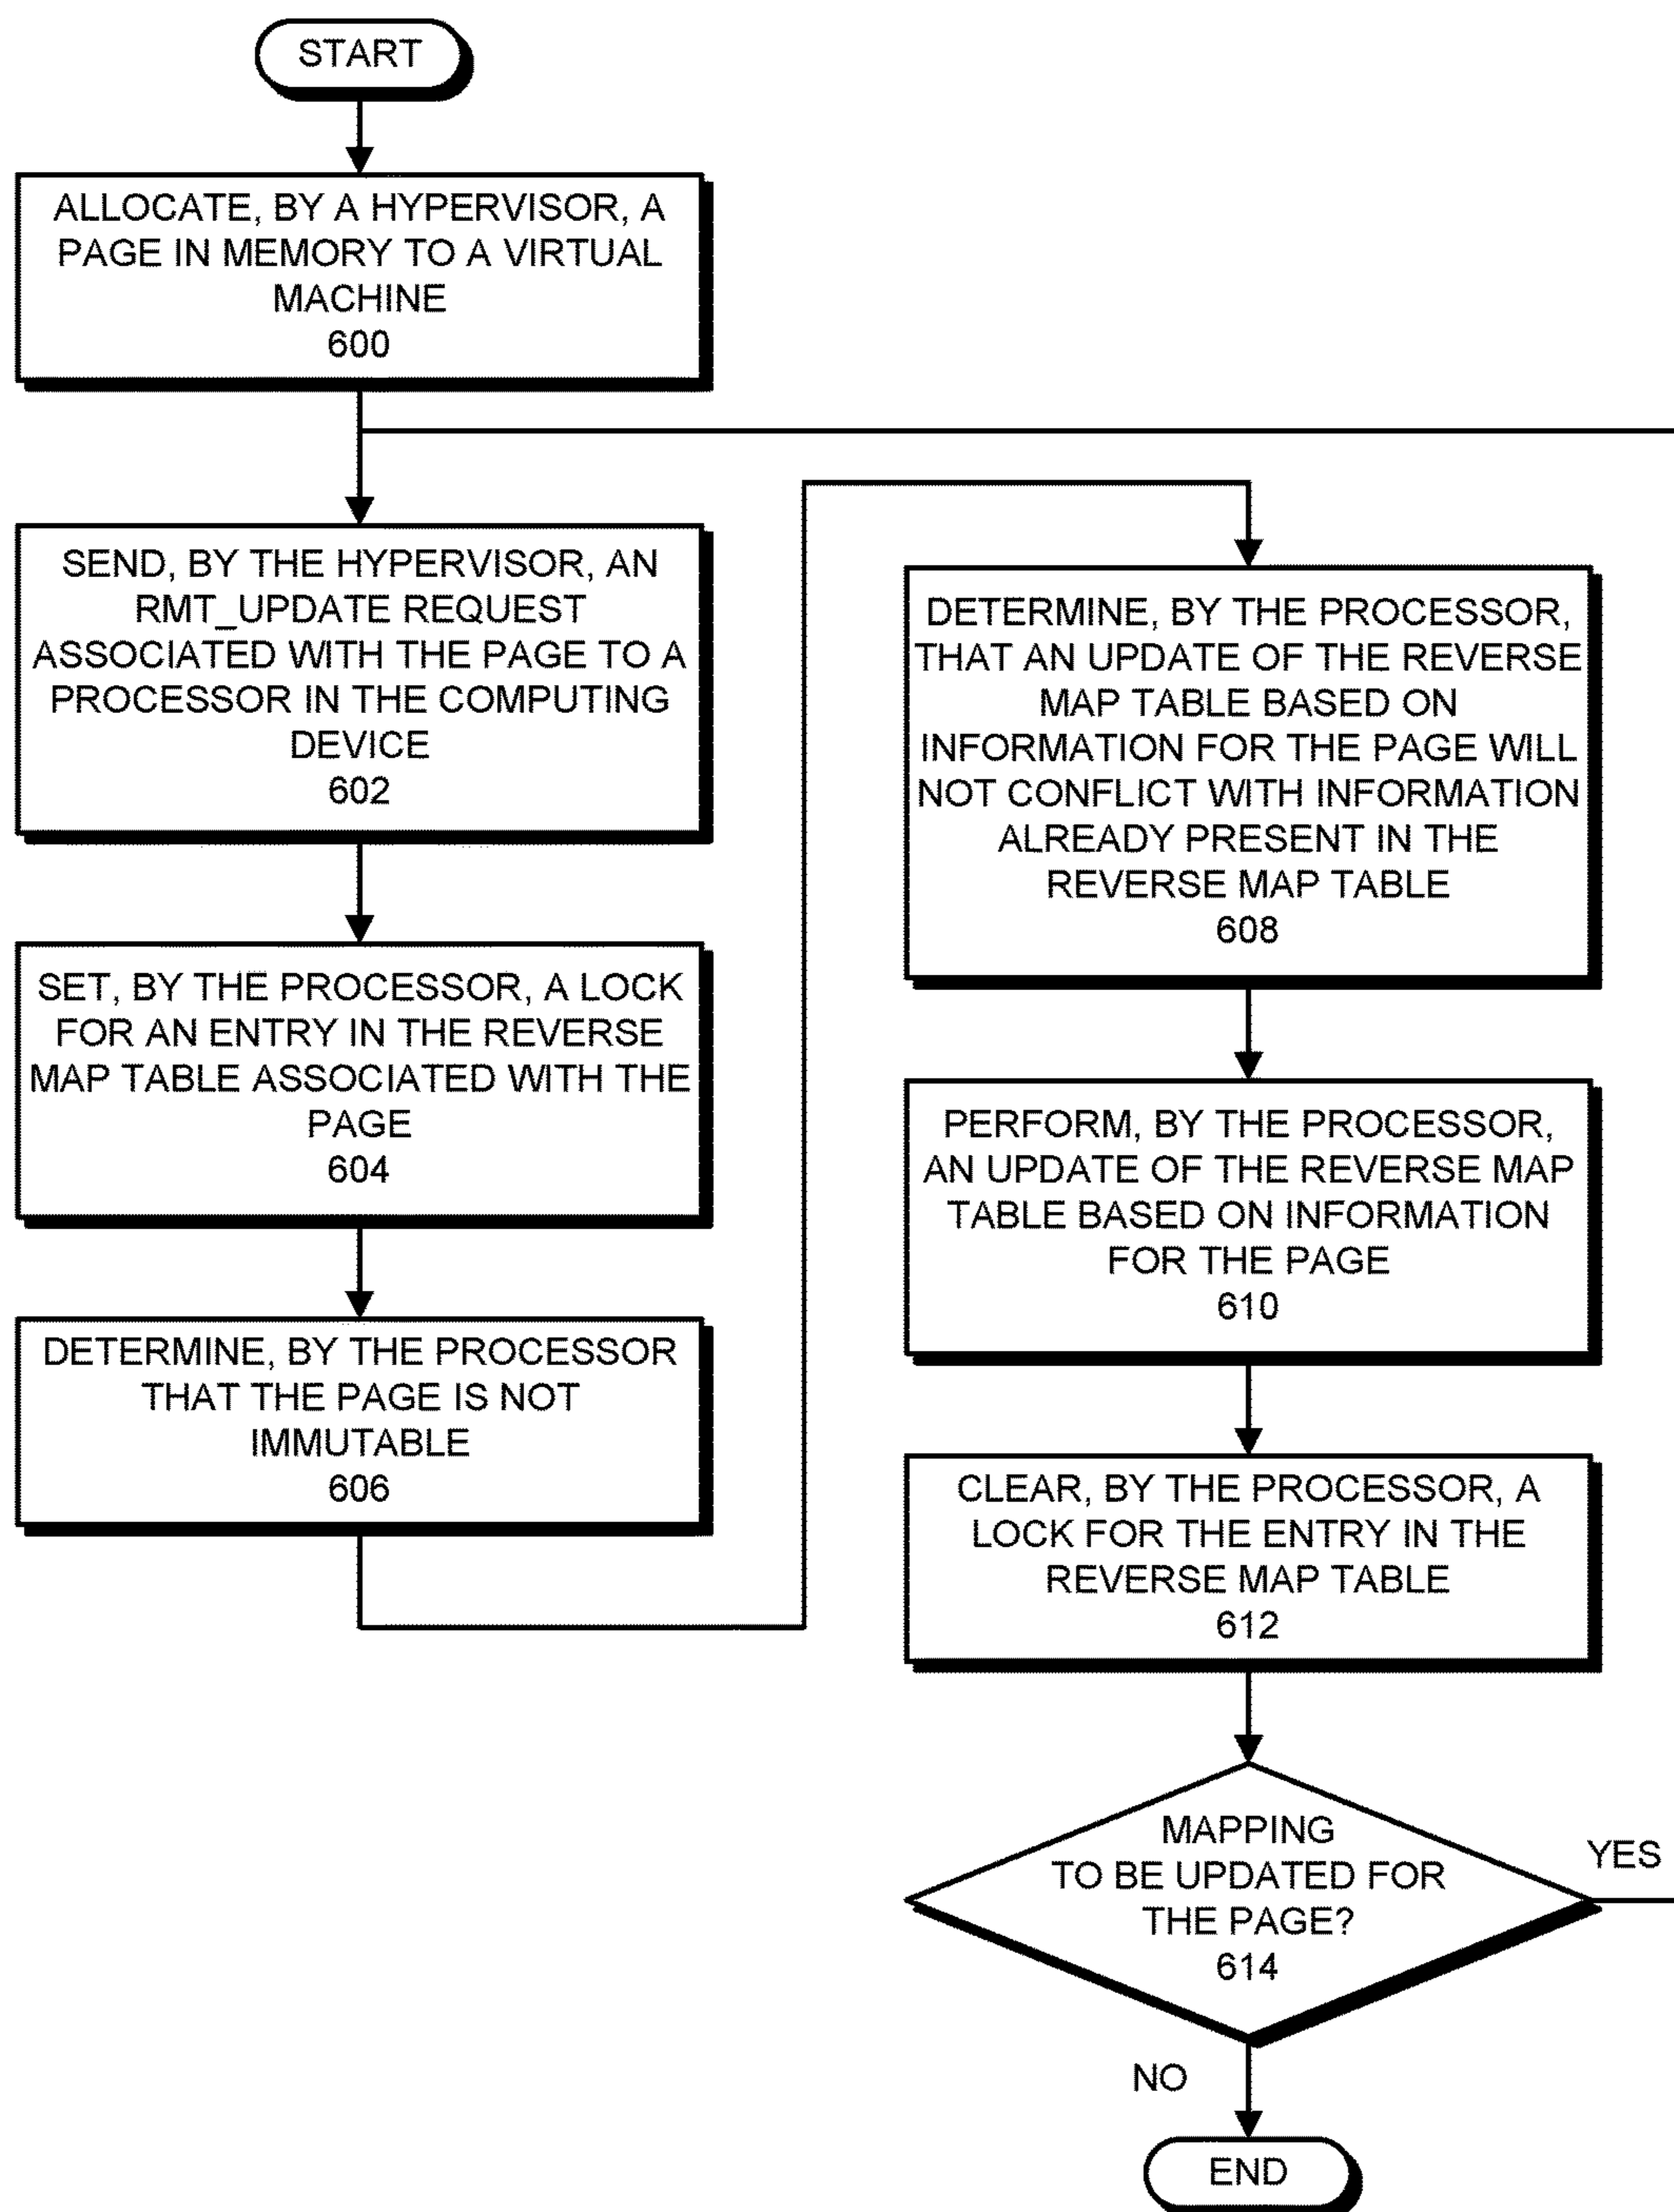 START
ALLOCATE, BY A HYPERVISOR, A
PAGE IN MEMORY TO A VIRTUAL
MACHINE
600
SEND, BY THE HYPERVISOR, AN
RMT_UPDATE REQUEST
ASSOCIATED WITH THE PAGE TO A
PROCESSOR IN THE COMPUTING
DEVICE
602
SET, BY THE PROCESSOR, A LOCK
FOR AN ENTRY IN THE REVERSE
MAP TABLE ASSOCIATED WITH THE
PAGE
604
DETERMINE, BY THE PROCESSOR
THAT THE PAGE IS NOT
IMMUTABLE
606
DETERMINE, BY THE PROCESSOR,
THAT AN UPDATE OF THE REVERSE
MAP TABLE BASED ON
INFORMATION FOR THE PAGE WILL
NOT CONFLICT WITH INFORMATION
ALREADY PRESENT IN THE
REVERSE MAP TABLE
608
PERFORM, BY THE PROCESSOR,
AN UPDATE OF THE REVERSE MAP
TABLE BASED ON INFORMATION
FOR THE PAGE
610
CLEAR, BY THE PROCESSOR, A
LOCK FOR THE ENTRY IN THE
REVERSE MAP TABLE
612
MAPPING
TO BE UPDATED FOR
THE PAGE?
614
YES
NO
END